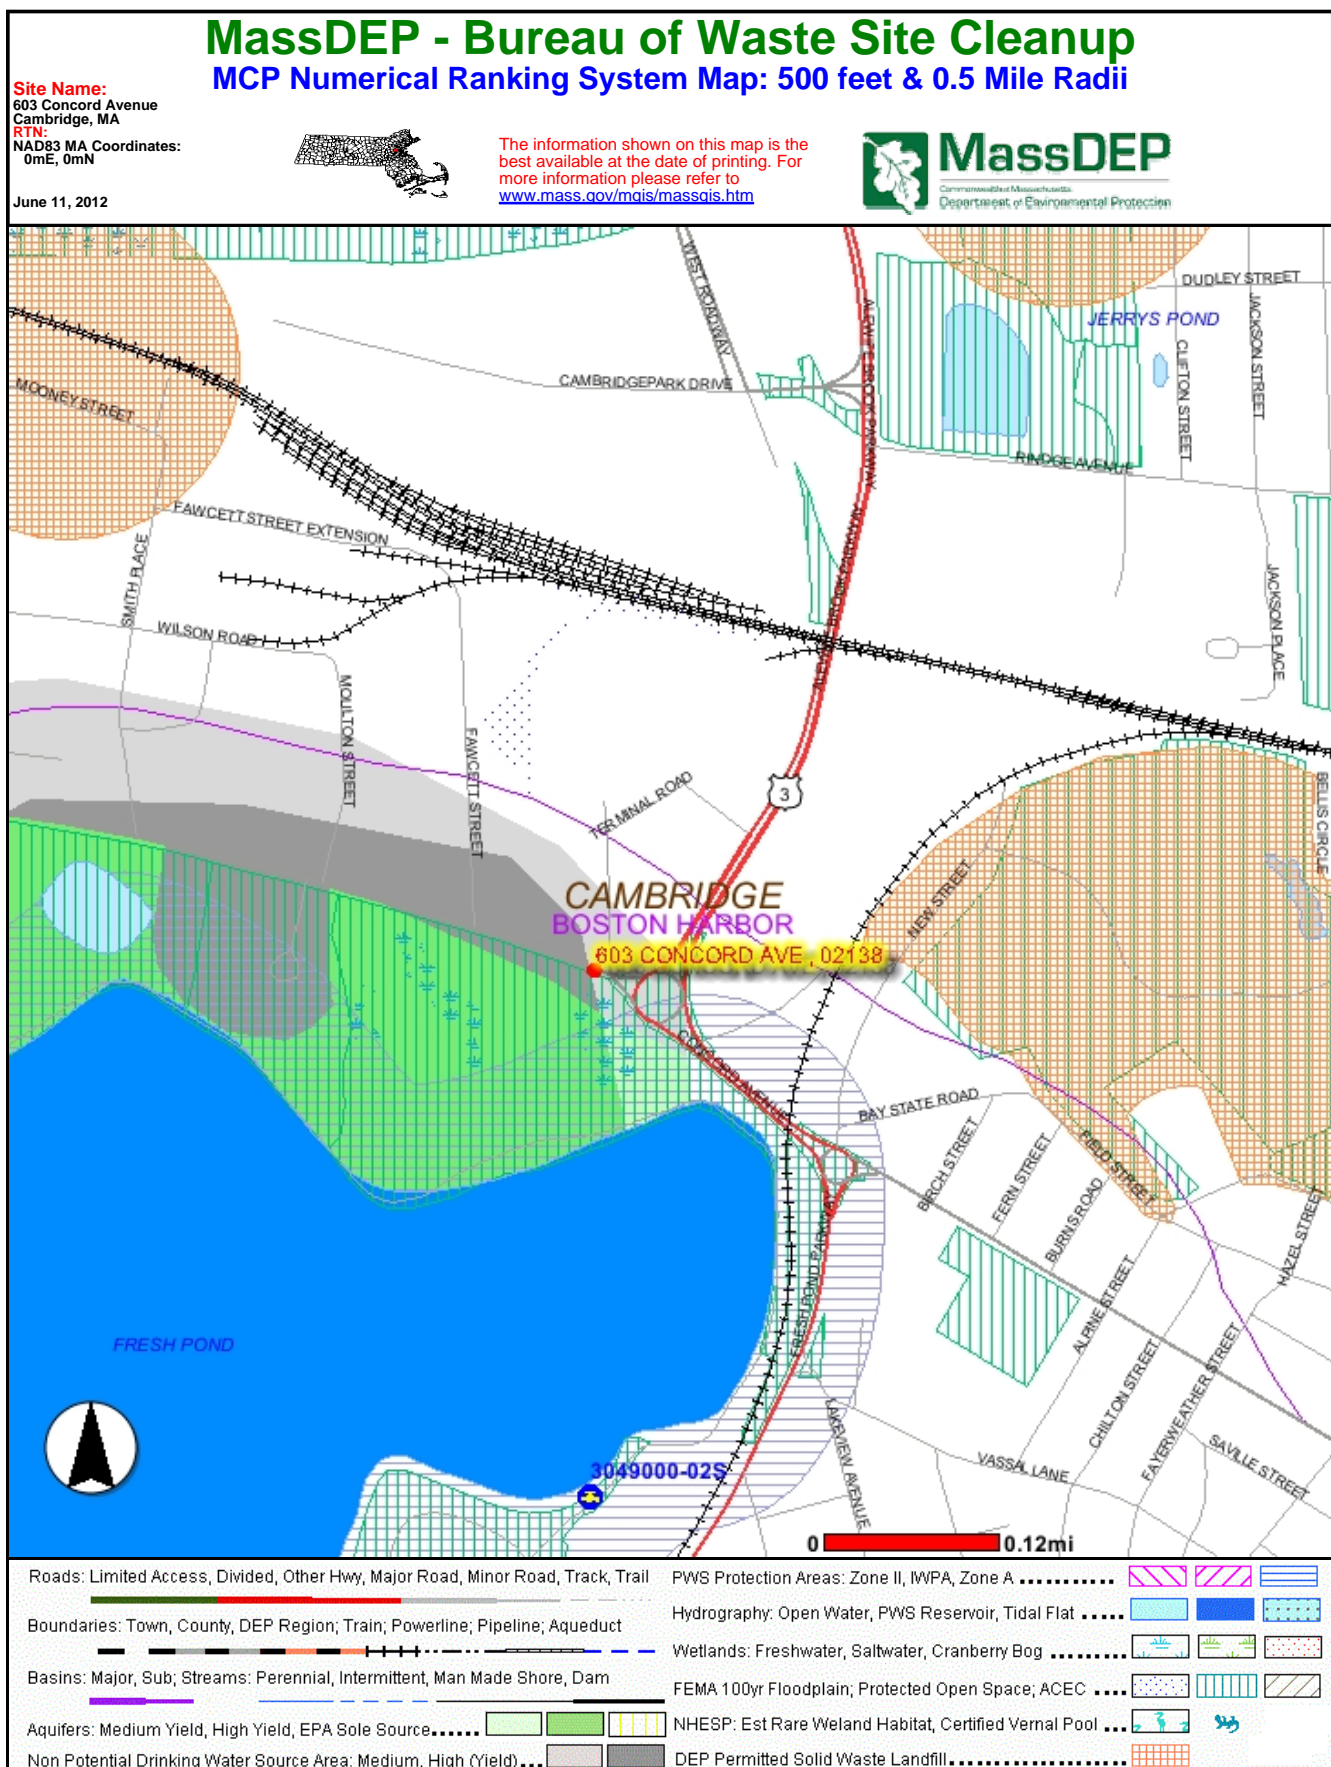 MassDEP - Bureau of Waste Site Cleanup
MCP Numerical Ranking System Map: 500 feet & 0.5 Mile Radii
Site Name:
603 Concord Avenue
Cambridge, MA
RTN:
NAD83 MA Coordinates:
0mE, 0mN
June 11, 2012
The information shown on this map is the
best available at the date of printing. For
more information please refer to
www.mass.gov/mgis/massgis.htm
MassDEP
Commonwealth of Massachusetts
Department of Environmental Protection
WEST ROADWAY
ALEWIFE BROOK PARKWAY
DUDLEY STREET
JERRYS POND
JACKSON STREET
CLIFTON STREET
CAMBRIDGEPARK DRIVE
MOONEY STREET
RINDGE AVENUE
FAWCETT STREET EXTENSION
SMITH PLACE
ALEWIFE BROOK PARKWAY
JACKSON PLACE
WILSON ROAD
MOULTON STREET
FAWCETT STREET
TERMINAL ROAD
3
BELLIS CIRCLE
NEW STREET
CAMBRIDGE
BOSTON HARBOR
603 CONCORD AVE , 02138
CONCORD AVENUE
BAY STATE ROAD
BIRCH STREET
FERN STREET
BURNS ROAD
FIELD STREET
HAZEL STREET
FRESH POND PARKWAY
ALPINE STREET
CHILTON STREET
FAYERWEATHER STREET
FRESH POND
LAKEVIEW AVENUE
VASSAL LANE
SAVILLE STREET
3049000-02S
0
0.12mi
Roads: Limited Access, Divided, Other Hwy, Major Road, Minor Road, Track, Trail
Boundaries: Town, County, DEP Region; Train; Powerline; Pipeline; Aqueduct
Basins: Major, Sub; Streams: Perennial, Intermittent, Man Made Shore, Dam
Aquifers: Medium Yield, High Yield, EPA Sole Source......
Non Potential Drinking Water Source Area: Medium, High (Yield)...
PWS Protection Areas: Zone II, IWPA, Zone A ...........
Hydrography: Open Water, PWS Reservoir, Tidal Flat .....
Wetlands: Freshwater, Saltwater, Cranberry Bog .........
FEMA 100yr Floodplain; Protected Open Space; ACEC ....
NHESP: Est Rare Weland Habitat, Certified Vernal Pool ...
DEP Permitted Solid Waste Landfill...................